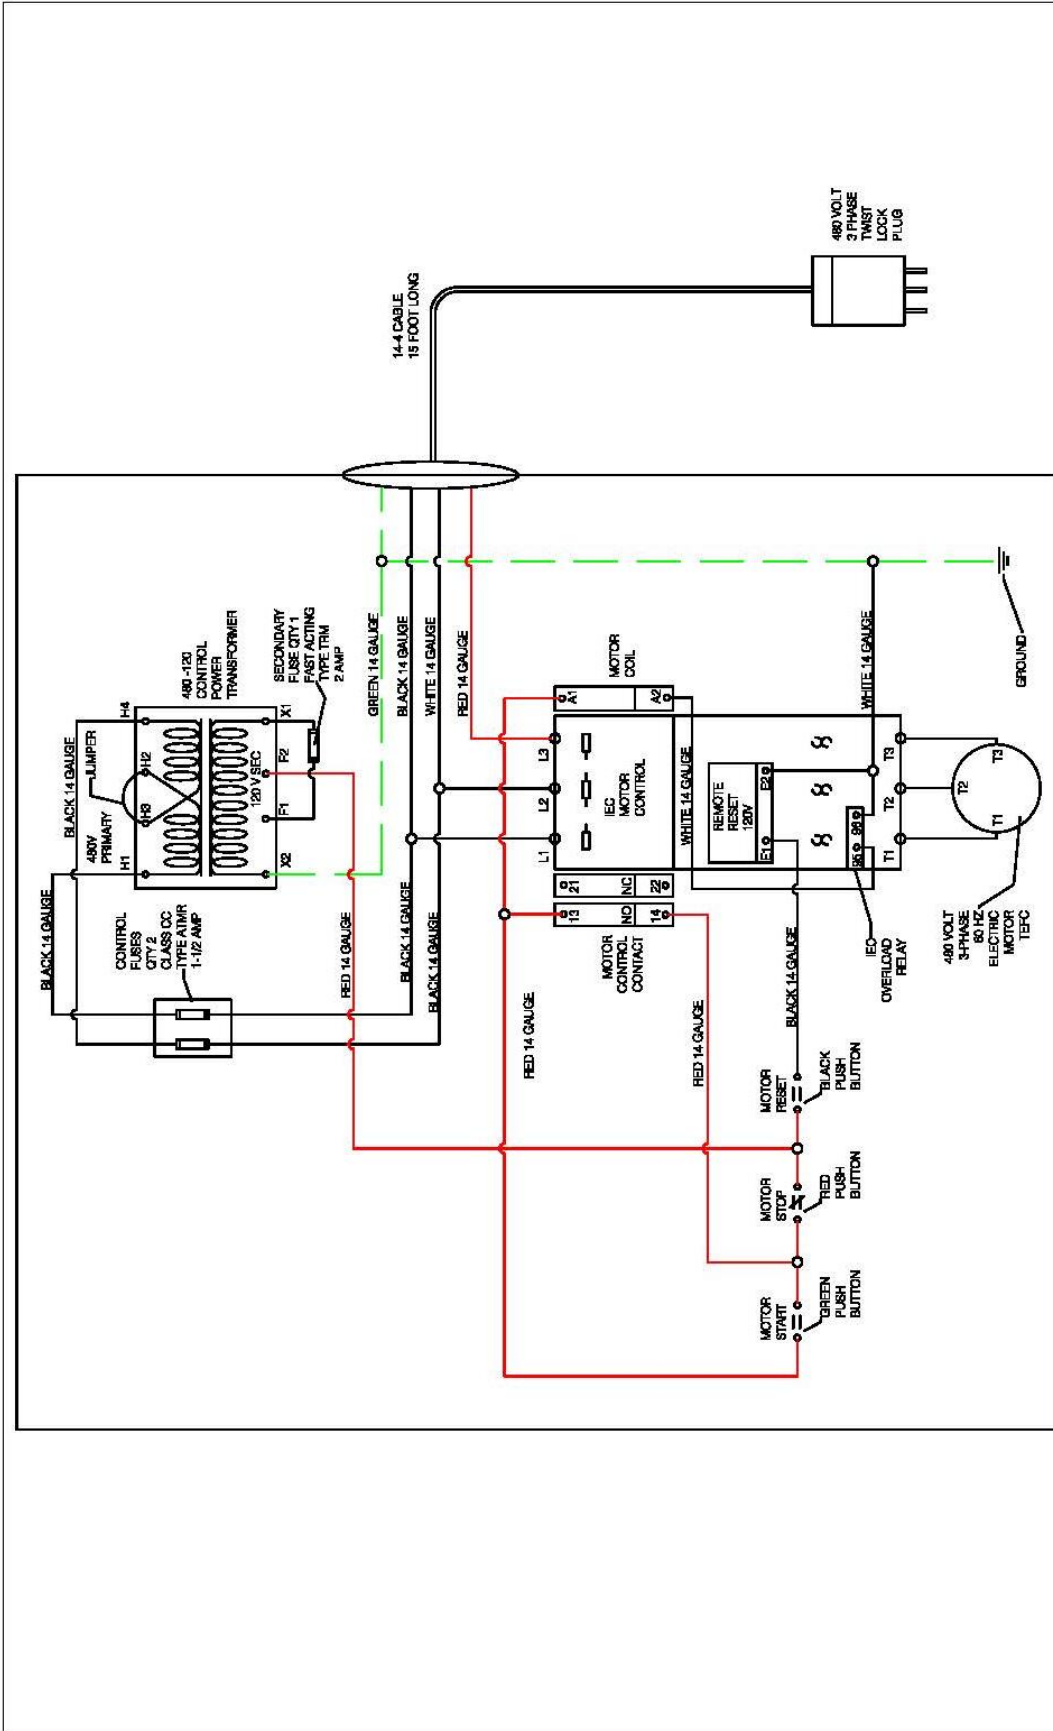 BLACK 14 GAUGE
BLACK 14 GAUGE
JUMPER
480V
PRIMARY
H1
H3
H2
H4
480 -120
CONTROL
POWER
TRANSFORMER
120 V SEC
X2
F1
F2
X1
SECONDARY
FUSE QTY 1
FAST ACTING
TYPE TRM
2 AMP
CONTROL
FUSES
QTY 2
CLASS CC
TYPE ATMR
1-1/2 AMP
RED 14 GAUGE
BLACK 14 GAUGE
BLACK 14 GAUGE
GREEN 14 GAUGE
BLACK 14 GAUGE
WHITE 14 GAUGE
RED 14 GAUGE
14-4 CABLE
15 FOOT LONG
480 VOLT
3 PHASE
TWIST
LOCK
PLUG
RED 14 GAUGE
RED 14 GAUGE
MOTOR
CONTROL
CONTACT
13
NO
14
21
NC
22
L1
L2
L3
IEC
MOTOR
CONTROL
A1
A2
MOTOR
COIL
WHITE 14 GAUGE
REMOTE
RESET
120V
E1
E2
95
96
T1
T2
T3
WHITE 14 GAUGE
GROUND
T1
T2
T3
BLACK 14 GAUGE
IEC
OVERLOAD
RELAY
480 VOLT
3-PHASE
60 HZ
ELECTRIC
MOTOR
TEFC
MOTOR
START
GREEN
PUSH
BUTTON
MOTOR
STOP
RED
PUSH
BUTTON
MOTOR
RESET
BLACK
PUSH
BUTTON